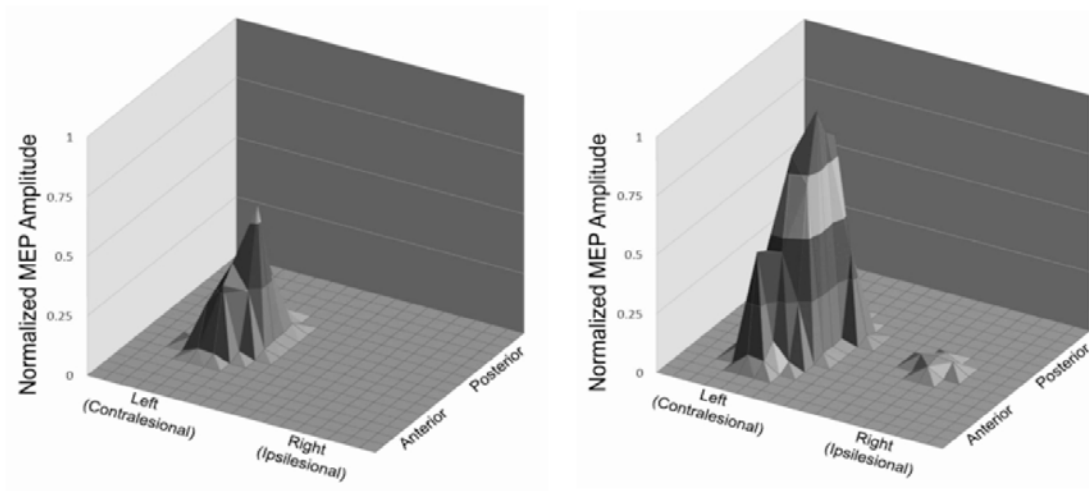 Normalized MEP Amplitude
1
0.75
0.5
0.25
0
Left
(Contralesional)
Right
(Ipsilesional)
Anterior
Posterior
Normalized MEP Amplitude
1
0.75
0.5
0.25
0
Left
(Contralesional)
Right
(Ipsilesional)
Anterior
Posterior